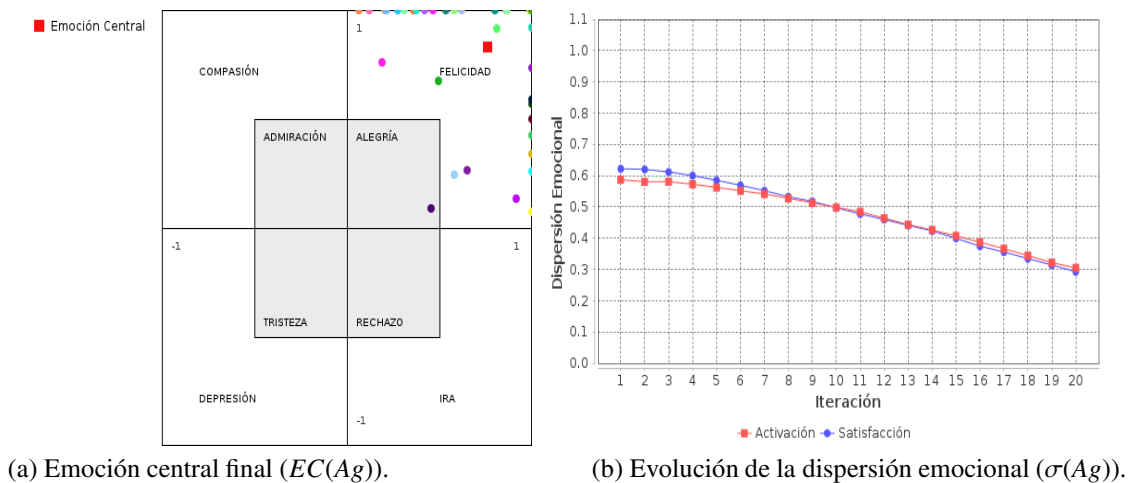 Emoción Central
1
COMPASIÓN
FELICIDAD
ADMIRACIÓN
ALEGRÍA
-1
1
TRISTEZA
RECHAZO
DEPRESIÓN
IRA
-1
(a) Emoción central final (EC(Ag)).
Dispersión Emocional
1.1
1.0
0.9
0.8
0.7
0.6
0.5
0.4
0.3
0.2
0.1
0.0
1 2 3 4 5 6 7 8 9 10 11 12 13 14 15 16 17 18 19 20
Iteración
Activación Satisfacción
(b) Evolución de la dispersión emocional (σ(Ag)).